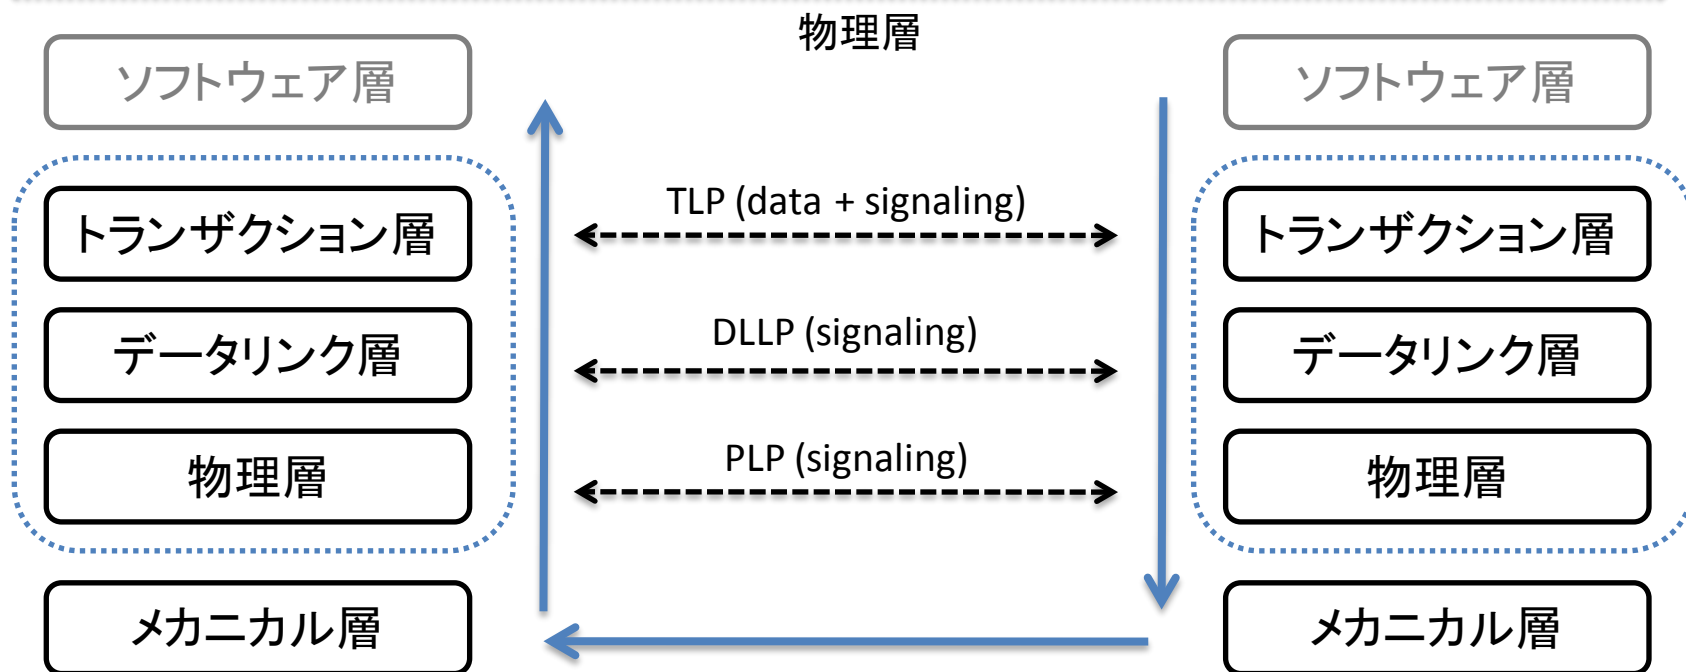 物理層
ソフトウェア層
ソフトウェア層
トランザクション層
TLP (data + signaling)
トランザクション層
データリンク層
DLLP (signaling)
データリンク層
物理層
PLP (signaling)
物理層
メカニカル層
メカニカル層